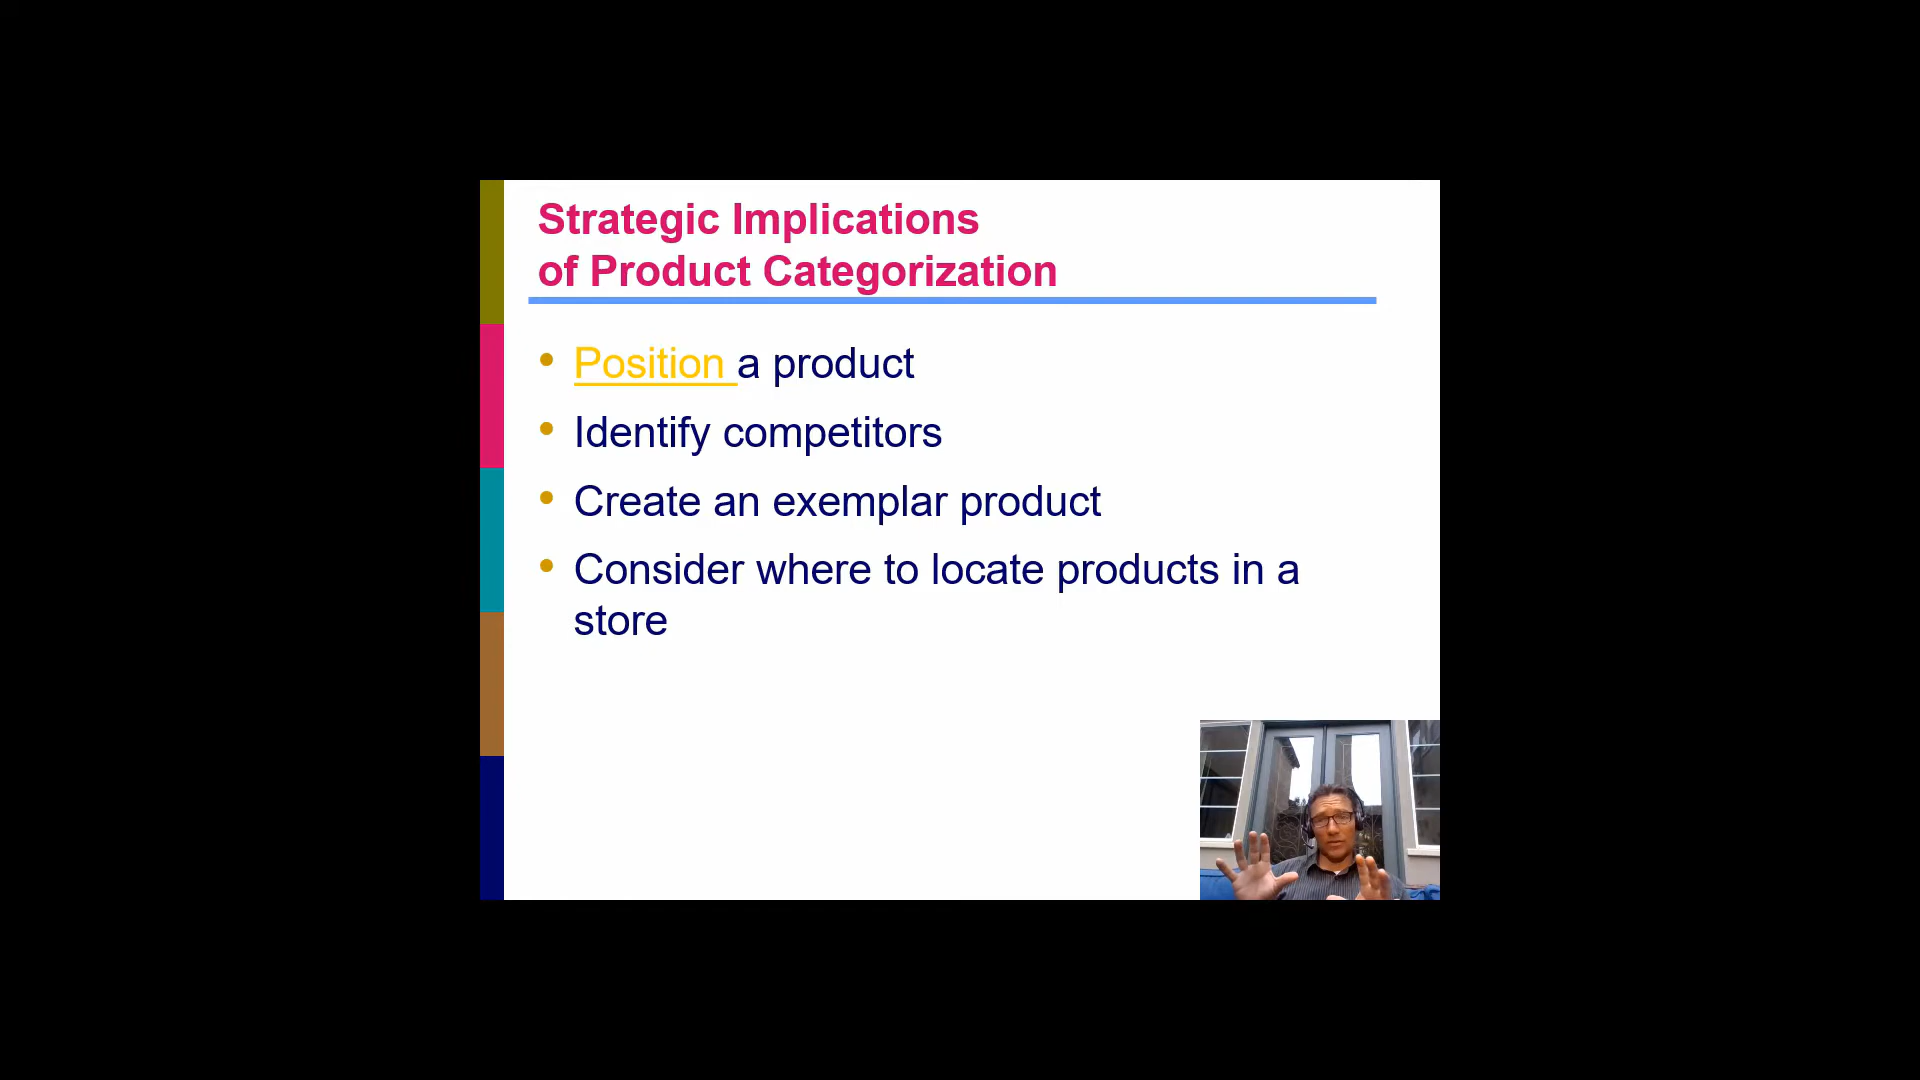 Strategic Implications
of Product Categorization
• Position a product
• Identify competitors
• Create an exemplar product
• Consider where to locate products in a
store